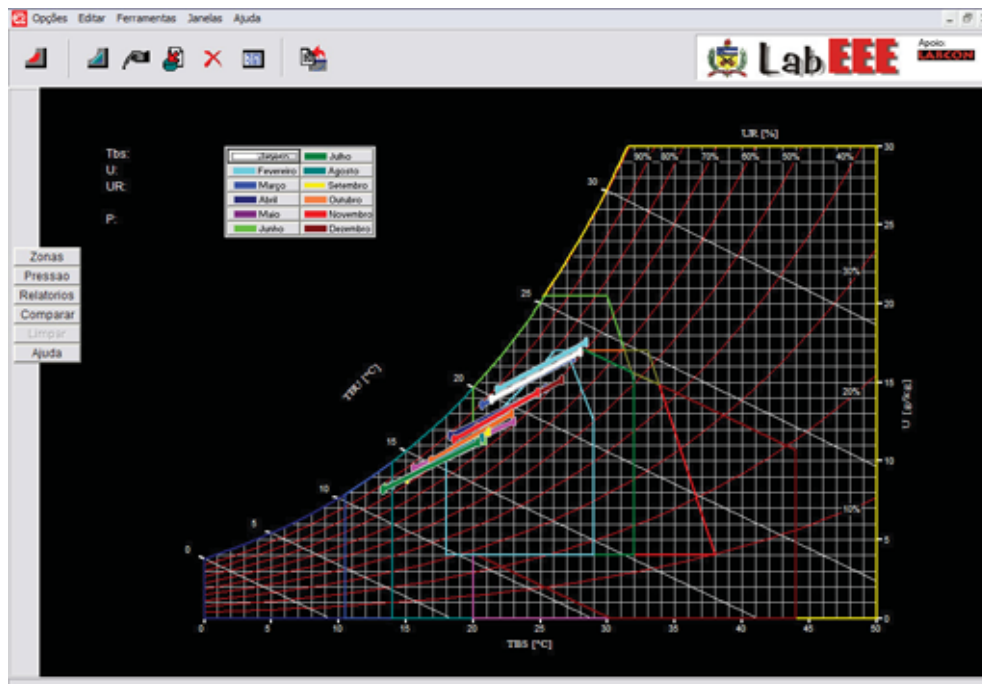 Opções Editar Ferramentas Janelas Ajuda
LabEEE
Apoio:
LABCON
Tbs:
U:
UR:
P:
Julho
Fevereiro Agosto
Março Setembro
Abril Outubro
Maio Novembro
Junho Dezembro
Zonas
Pressao
Relatorios
Comparar
Limpar
Ajuda
UR [%]
90% 80% 70% 60% 50% 40%
30%
20%
10%
TBU [°C]
0 5 10 15 20 25 30
U [g/kg]
30
25
20
15
10
5
0
0 5 10 15 20 25 30 35 40 45 50
TBS [°C]